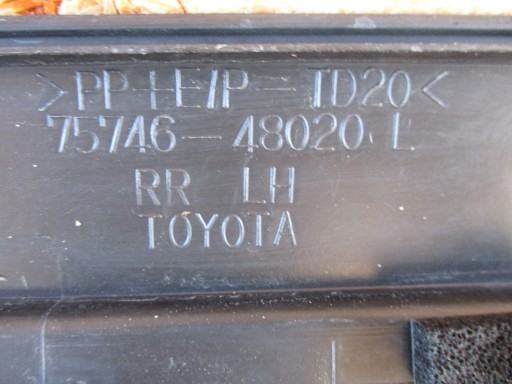 >PP+E/P-TD20<
75746-48020 L
RR LH
TOYOTA